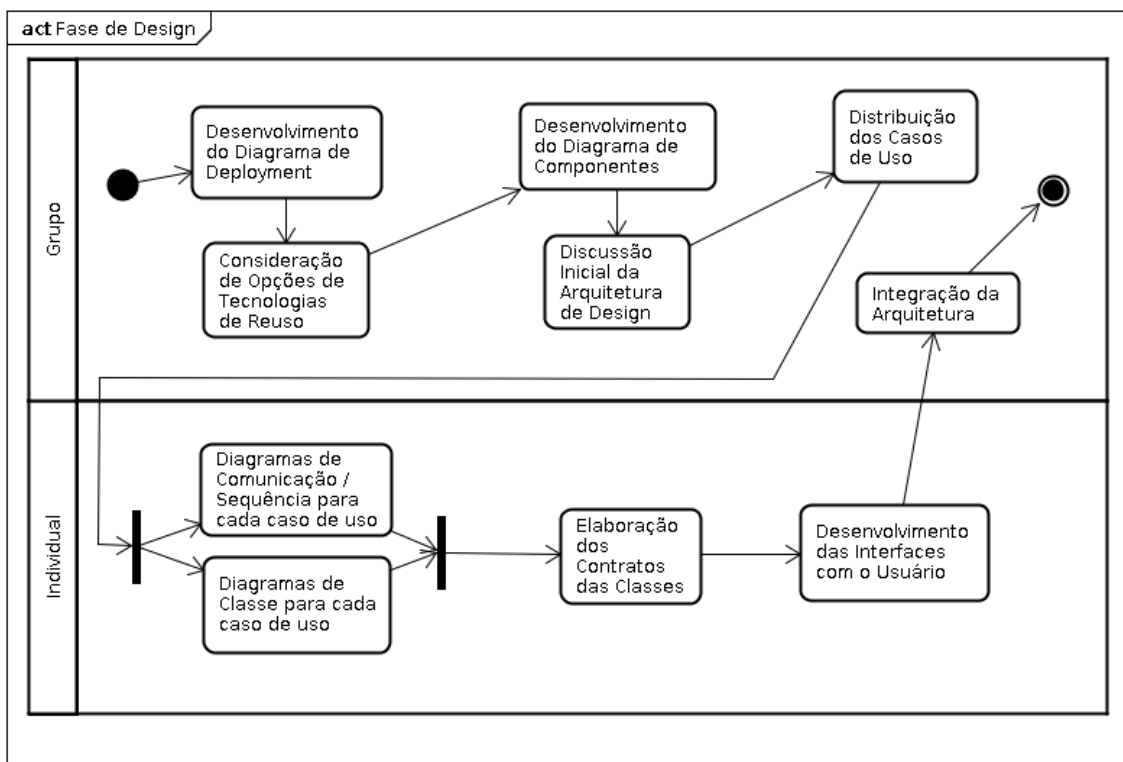 act Fase de Design
Grupo
Desenvolvimento
do Diagrama de
Deployment
Consideração
de Opções de
Tecnologias
de Reuso
Desenvolvimento
do Diagrama de
Componentes
Discussão
Inicial da
Arquitetura
de Design
Distribuição
dos Casos
de Uso
Integração da
Arquitetura
Individual
Diagramas de
Comunicação /
Sequência para
cada caso de uso
Diagramas de
Classe para cada
caso de uso
Elaboração
dos
Contratos
das Classes
Desenvolvimento
das Interfaces
com o Usuário